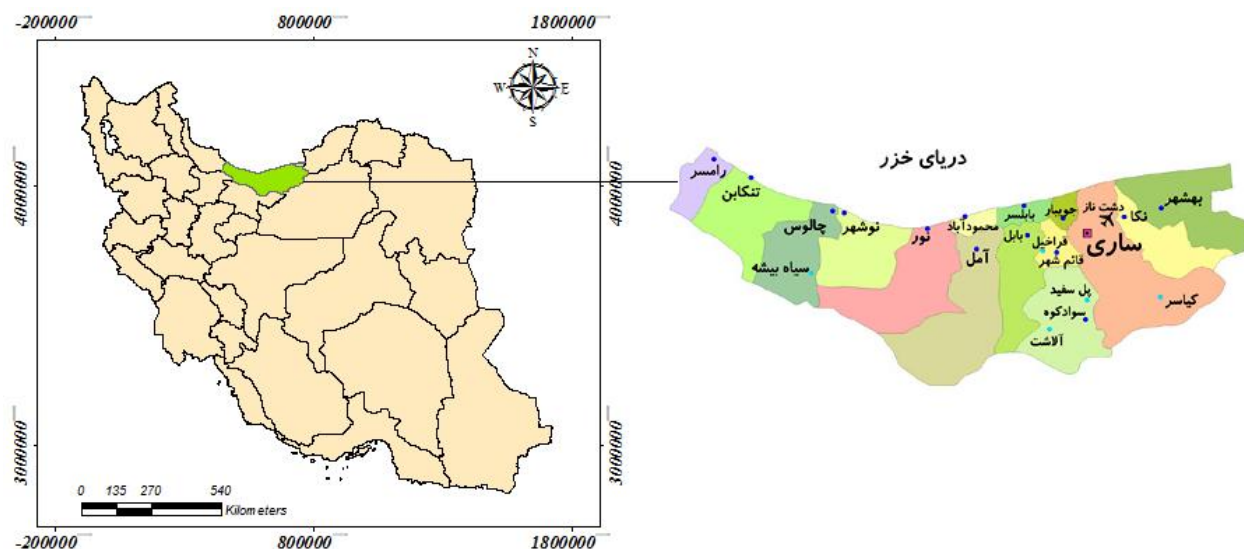 -200000
800000
1800000
N
W
E
S
4000000
4000000
3000000
3000000
0 135 270 540
Kilometers
-200000
800000
1800000
دریای خزر
رامسر
تنکابن
چالوس
نوشهر
سیاه بیشه
نور
محمودآباد
آمل
بابلسر
بابل
جویبار
دشت ناز
نکا
بهشهر
ساری
قراخیل
قائم شهر
پل سفید
سوادکوه
آلاشت
کیاسر